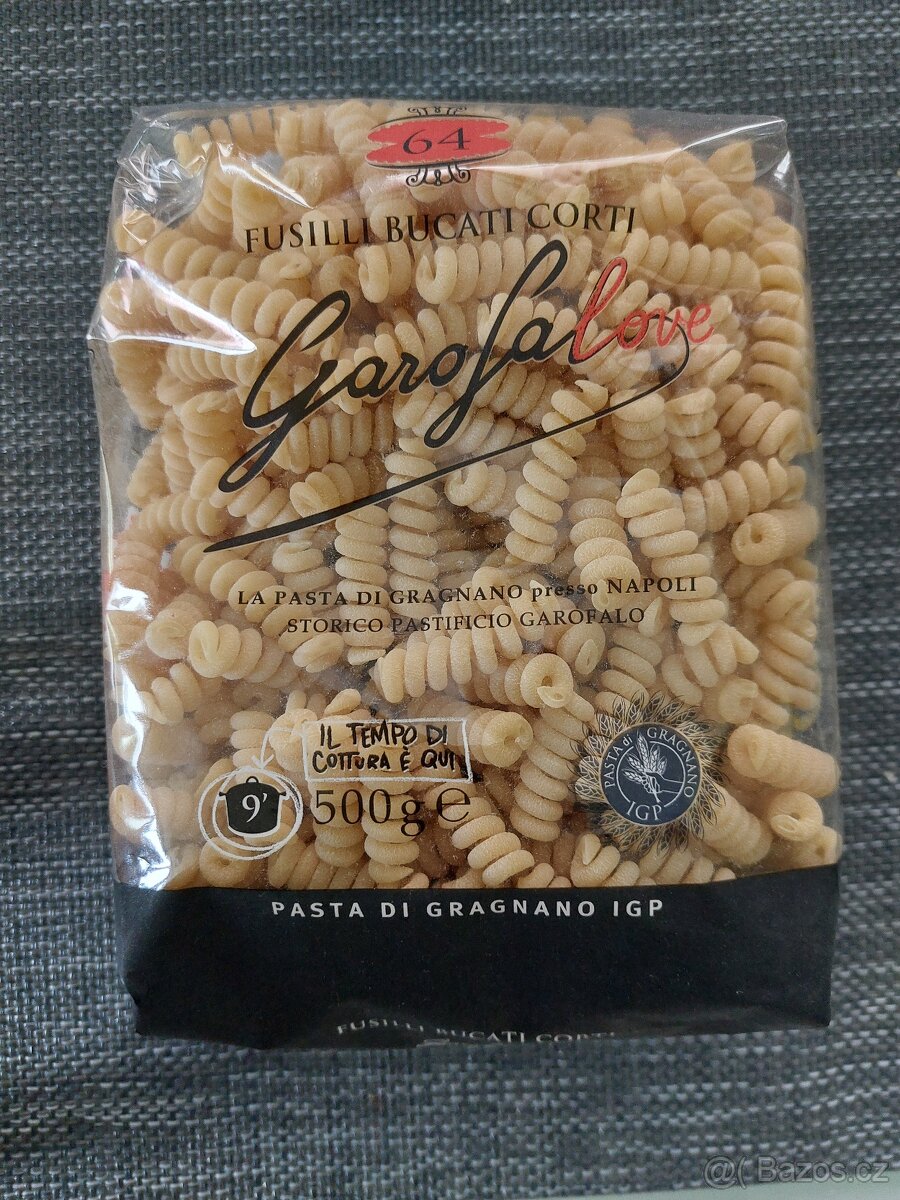 64
FUSILLI BUCATI CORTI
Garofalove
LA PASTA DI GRAGNANO presso NAPOLI
STORICO PASTIFICIO GAROFALO
IL TEMPO DI
COTTURA È QUI
9'
500g e
PASTA di GRAGNANO
IGP
PASTA DI GRAGNANO IGP
FUSILLI BUCATI CORTI
@( Bazos.cz